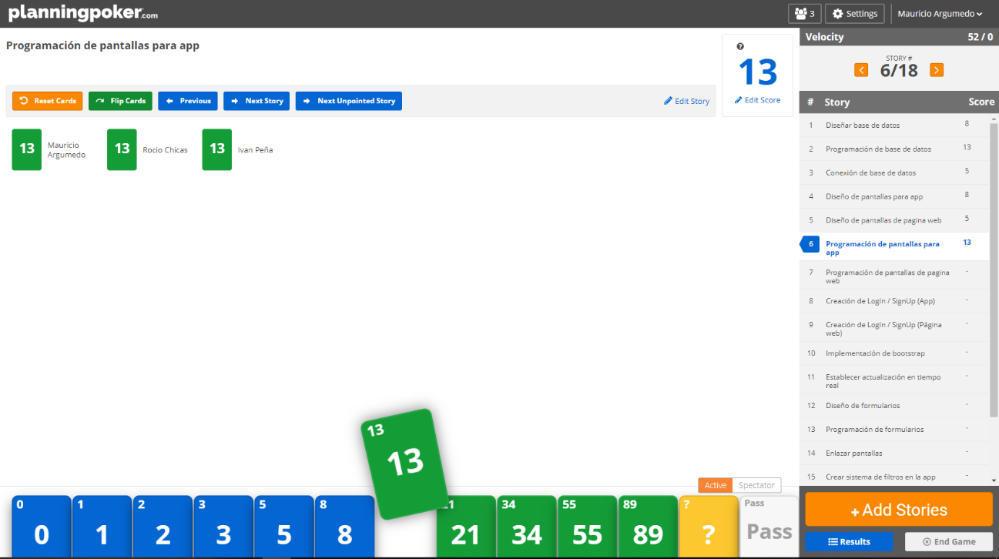 planningpoker.com
3
Settings
Mauricio Argumedo
Programación de pantallas para app
?
13
Edit Score
Reset Cards
Flip Cards
Previous
Next Story
Next Unpointed Story
Edit Story
13
Mauricio
Argumedo
13
Rocio Chicas
13
Ivan Peña
Velocity
52 / 0
STORY #
6/18
# Story Score
1 Diseñar base de datos 8
2 Programación de base de datos 13
3 Conexión de base de datos 5
4 Diseño de pantallas para app 8
5 Diseño de pantallas de pagina web 5
6 Programación de pantallas para 13
app
7 Programación de pantallas de pagina -
web
8 Creación de LogIn / SignUp (App) -
9 Creación de LogIn / SignUp (Página -
web)
10 Implementación de bootstrap -
11 Establecer actualización en tiempo -
real
12 Diseño de formularios -
13 Programación de formularios -
14 Enlazar pantallas -
15 Crear sistema de filtros en la app -
13
13
Active
Spectator
0
0
1
1
2
2
3
3
5
5
8
8
21
21
34
34
55
55
89
89
?
?
Pass
Pass
+ Add Stories
Results
End Game